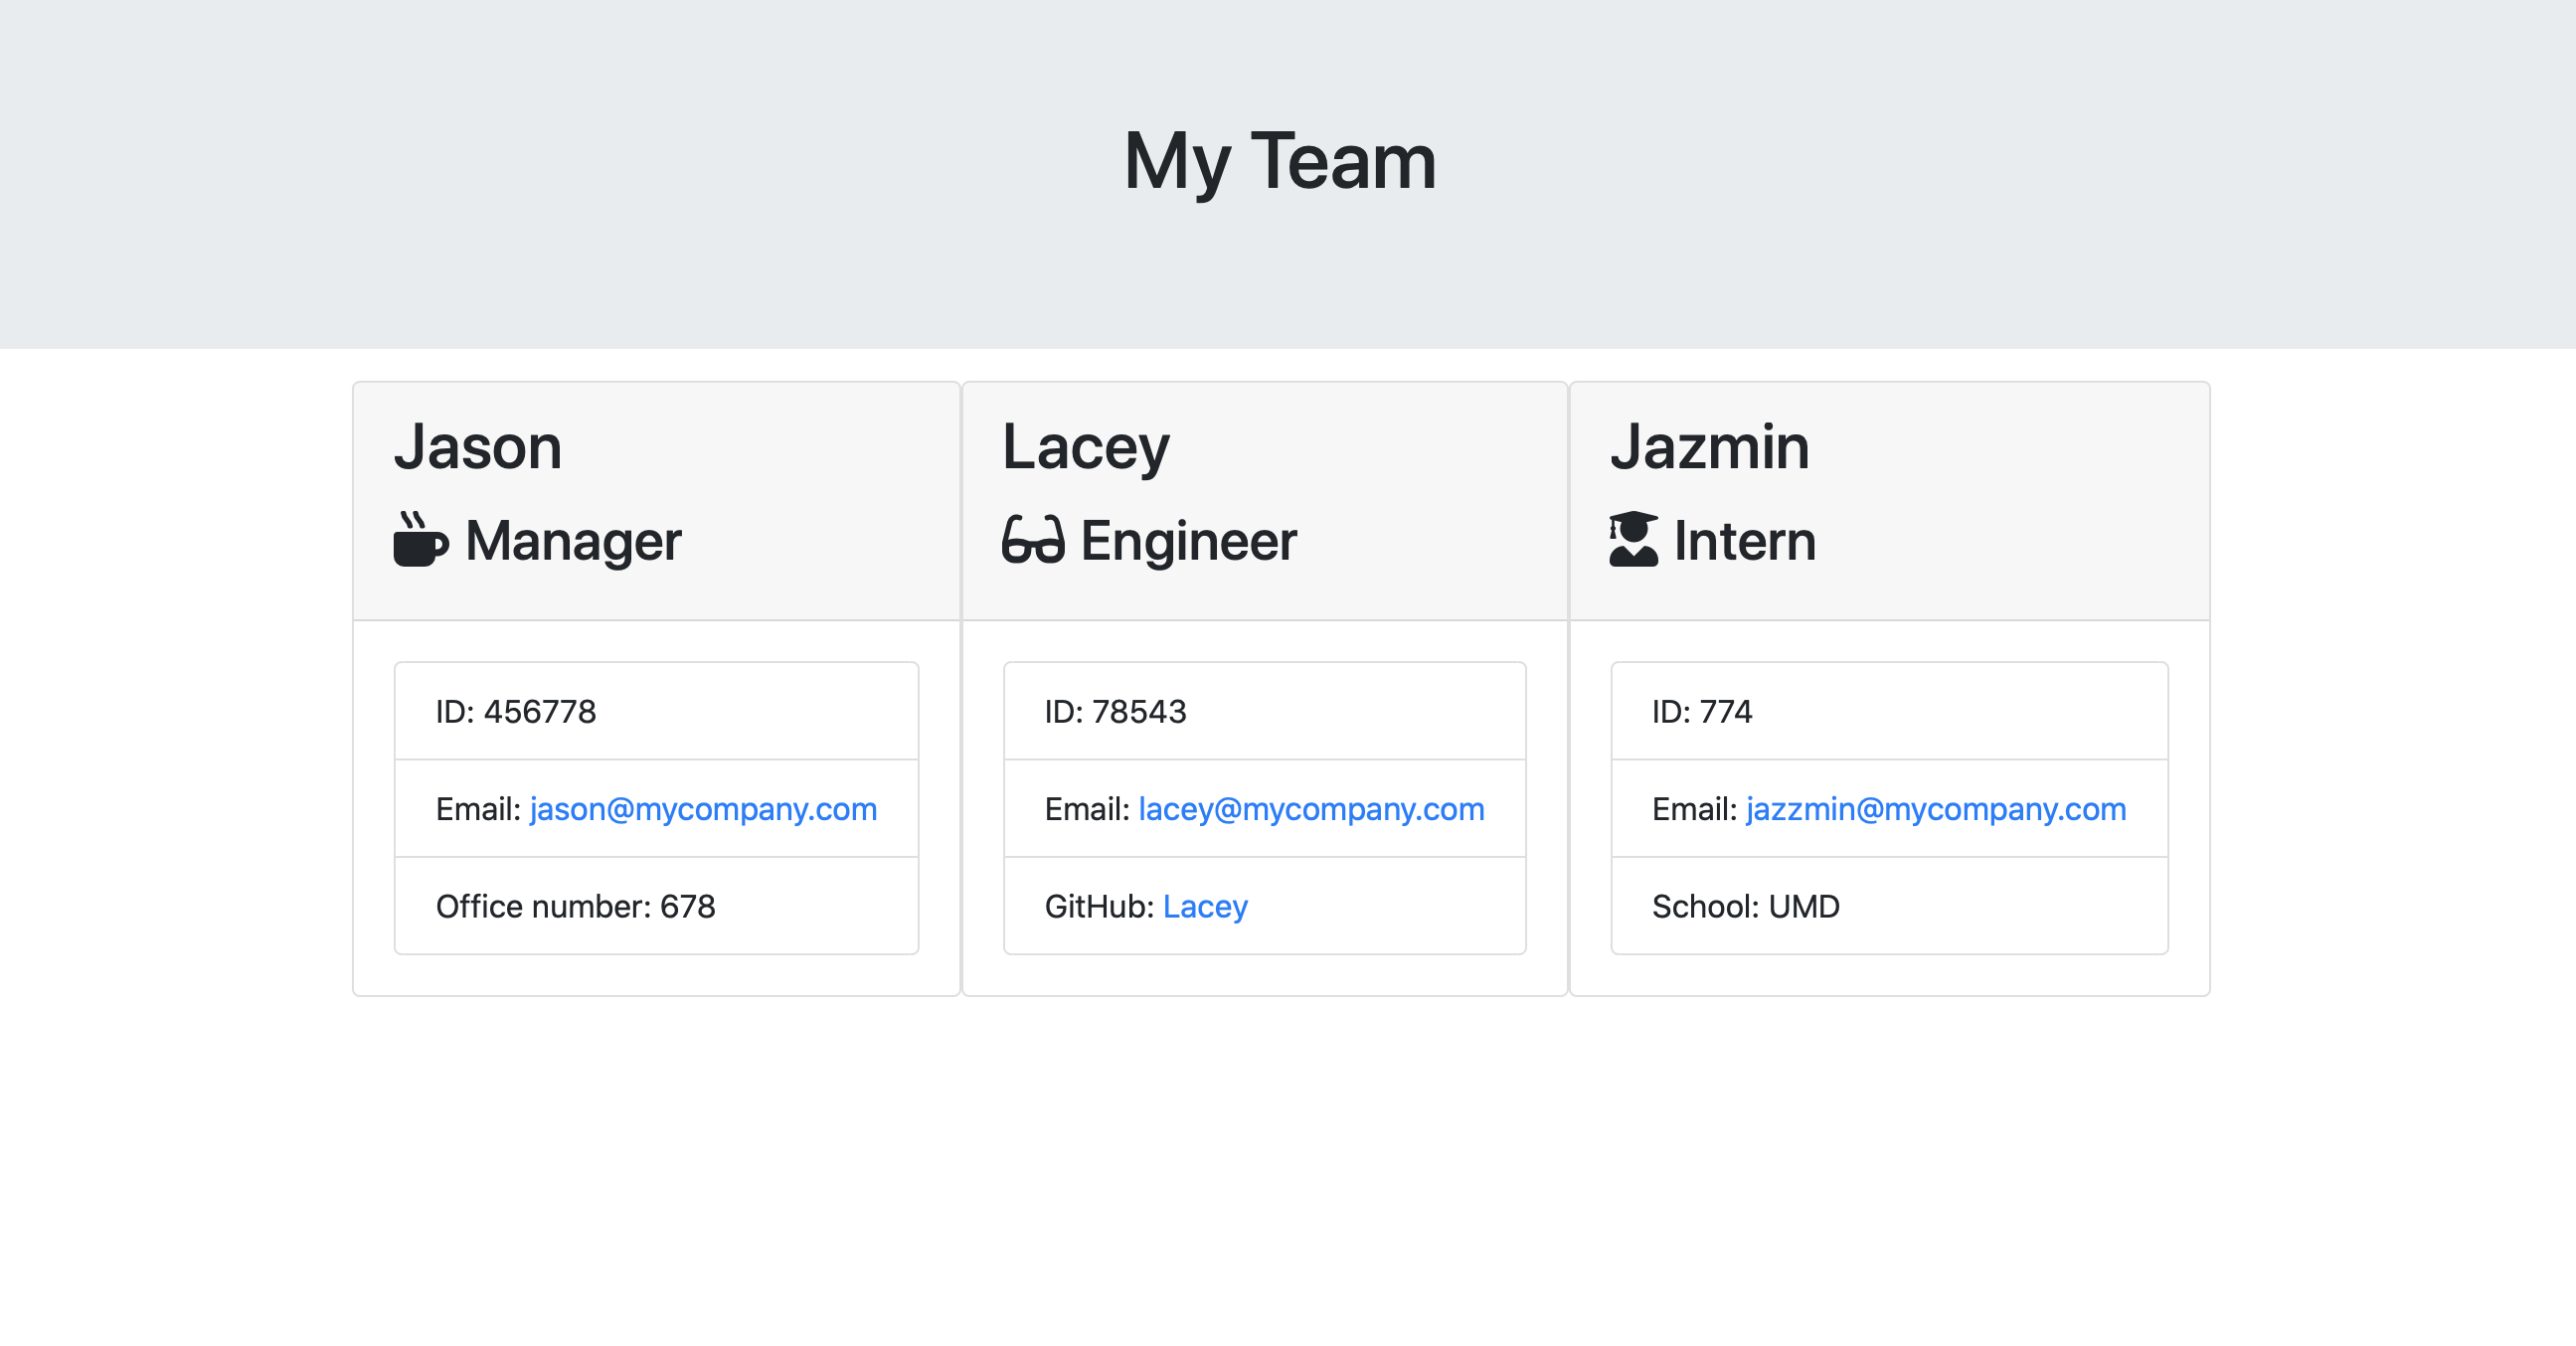 My Team
Jason
Manager
ID: 456778
Email: jason@mycompany.com
Office number: 678
Lacey
Engineer
ID: 78543
Email: lacey@mycompany.com
GitHub: Lacey
Jazmin
Intern
ID: 774
Email: jazzmin@mycompany.com
School: UMD